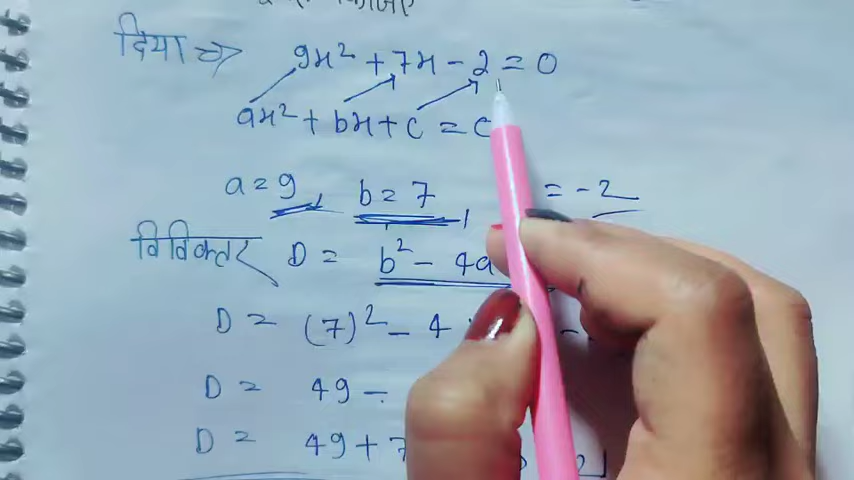 दिया => 9x² + 7x - 2 = 0
ax² + bx + c = 0
a = 9, b = 7, = -2
विविक्तर D = b² - 4a
D = (7)² - 4
D = 49 -
D = 49 + 7